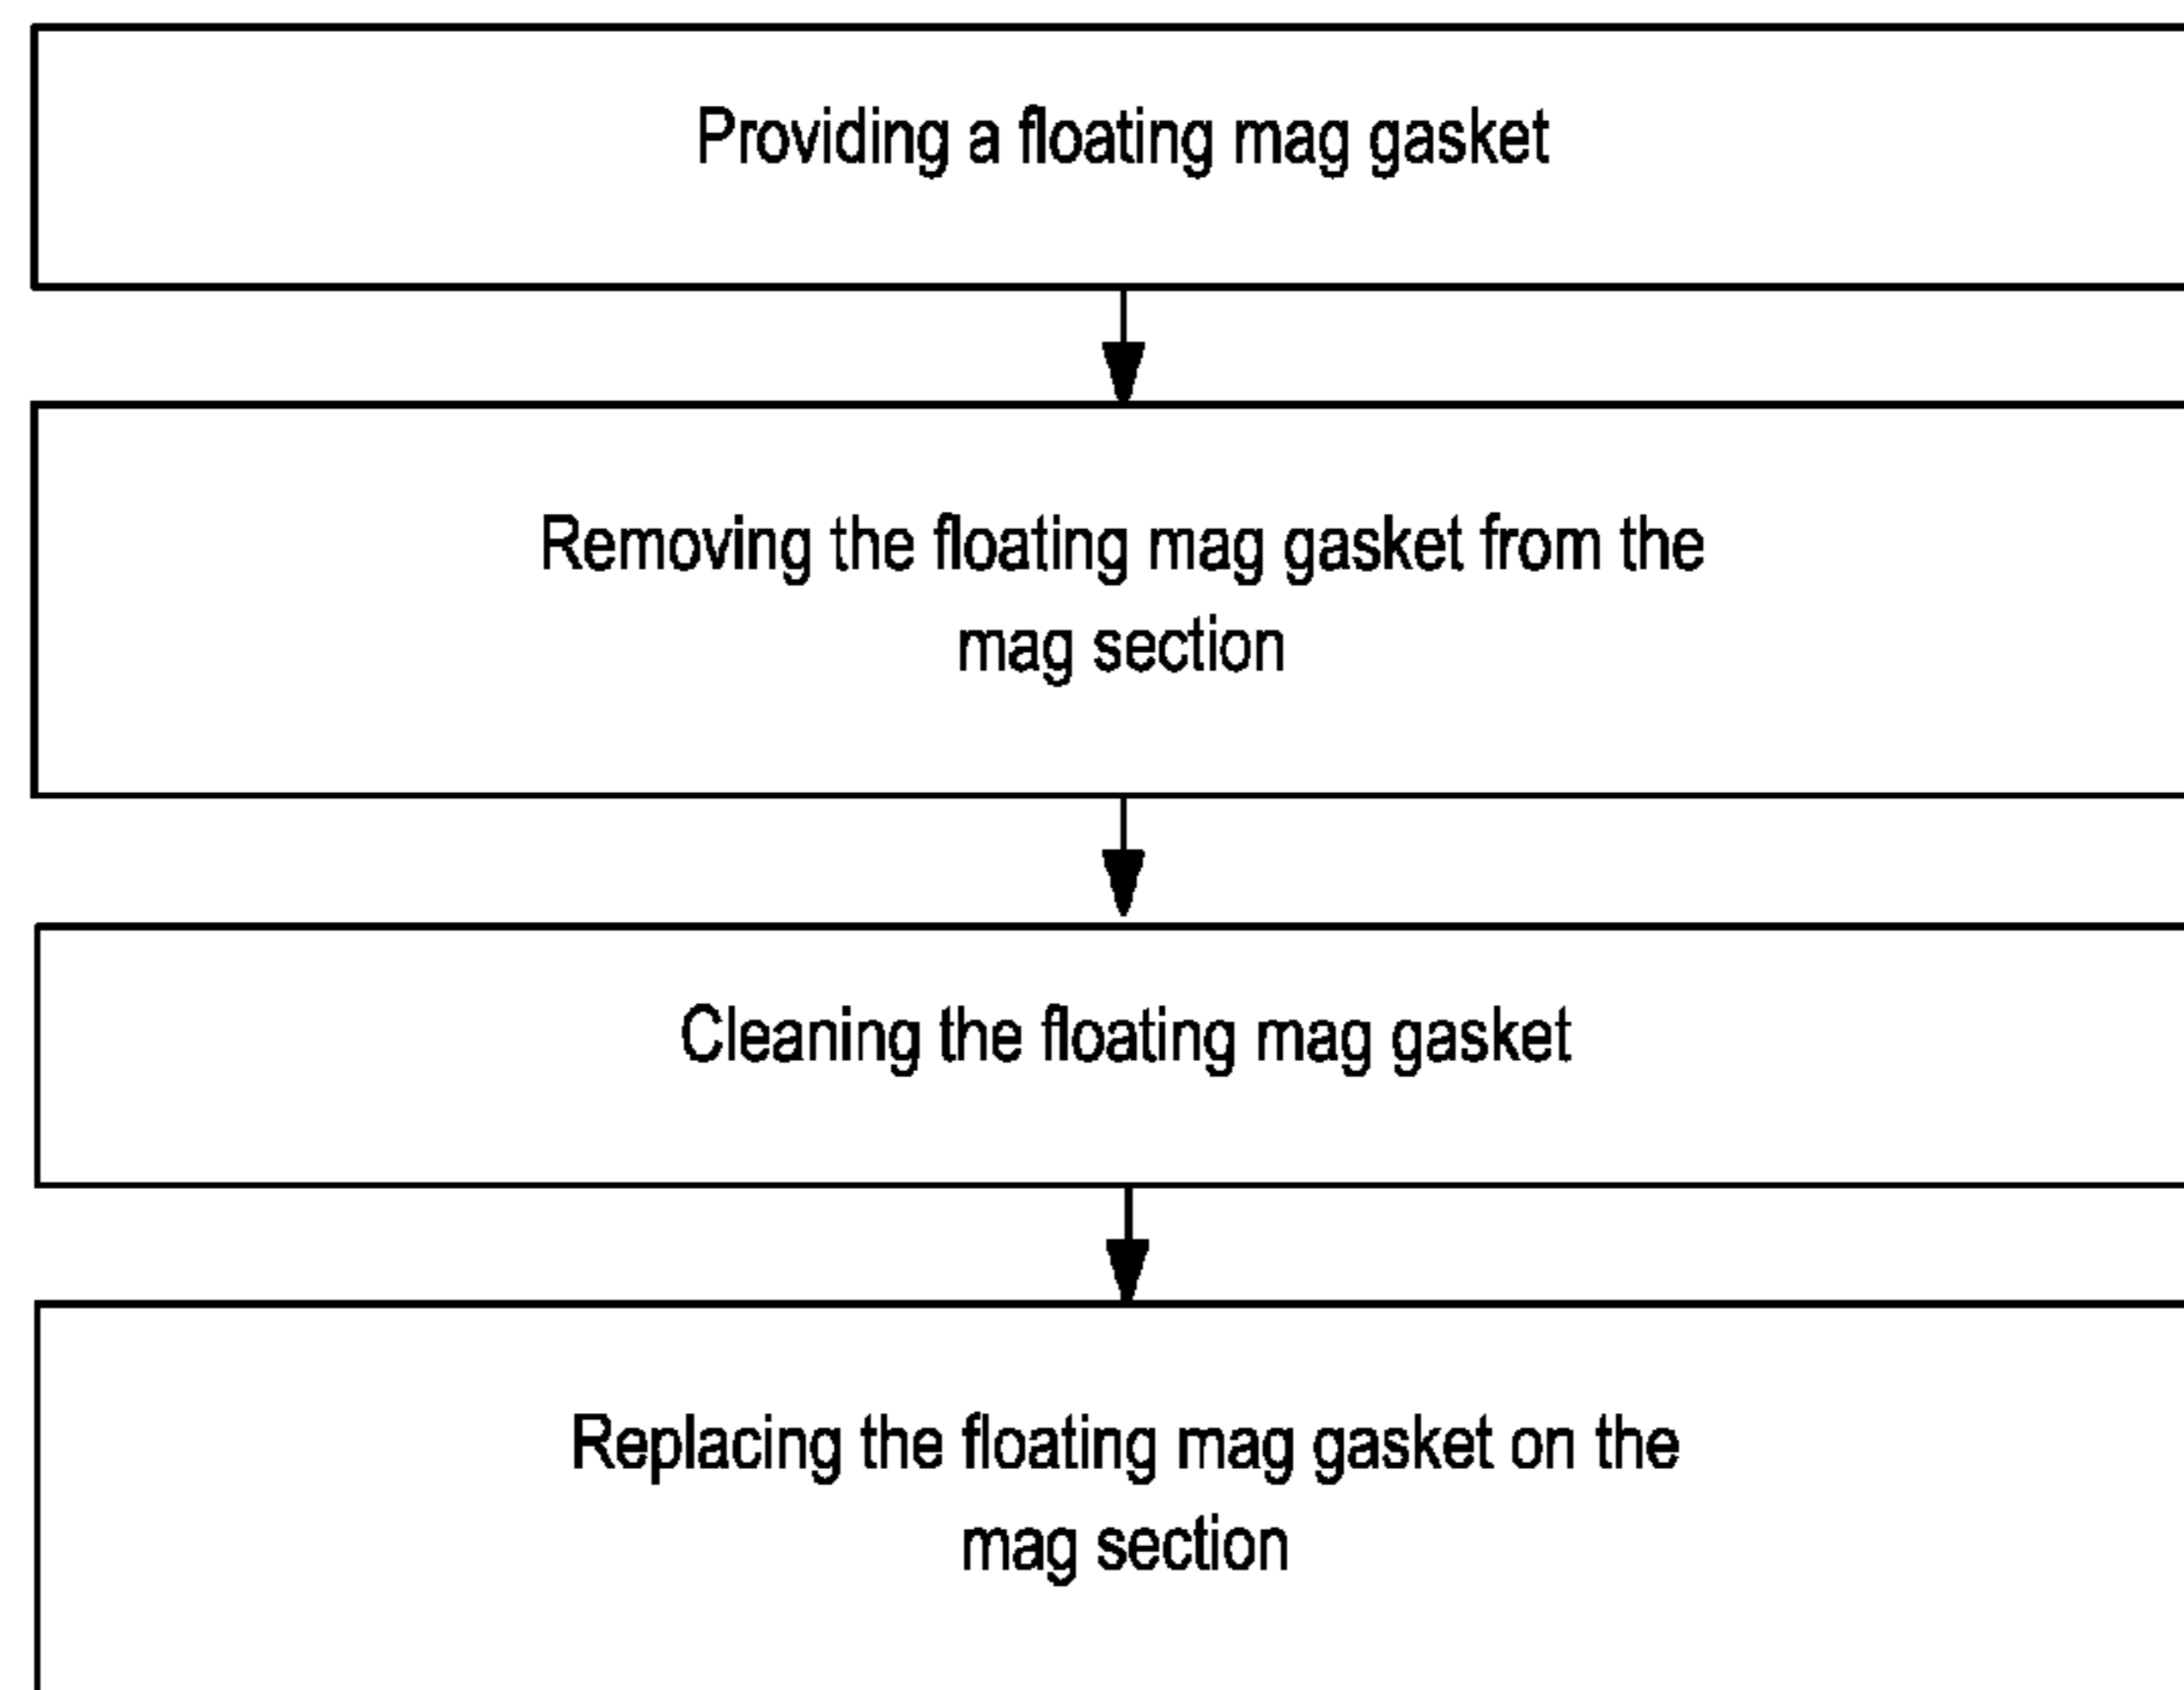 Providing a floating mag gasket
Removing the floating mag gasket from the
mag section
Cleaning the floating mag gasket
Replacing the floating mag gasket on the
mag section